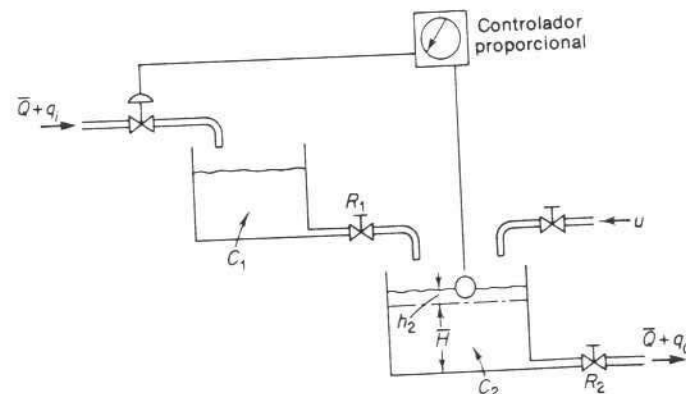 Controlador
proporcional
Q̅ + qᵢ
R₁
C₁
u
h₂
H̅
C₂
R₂